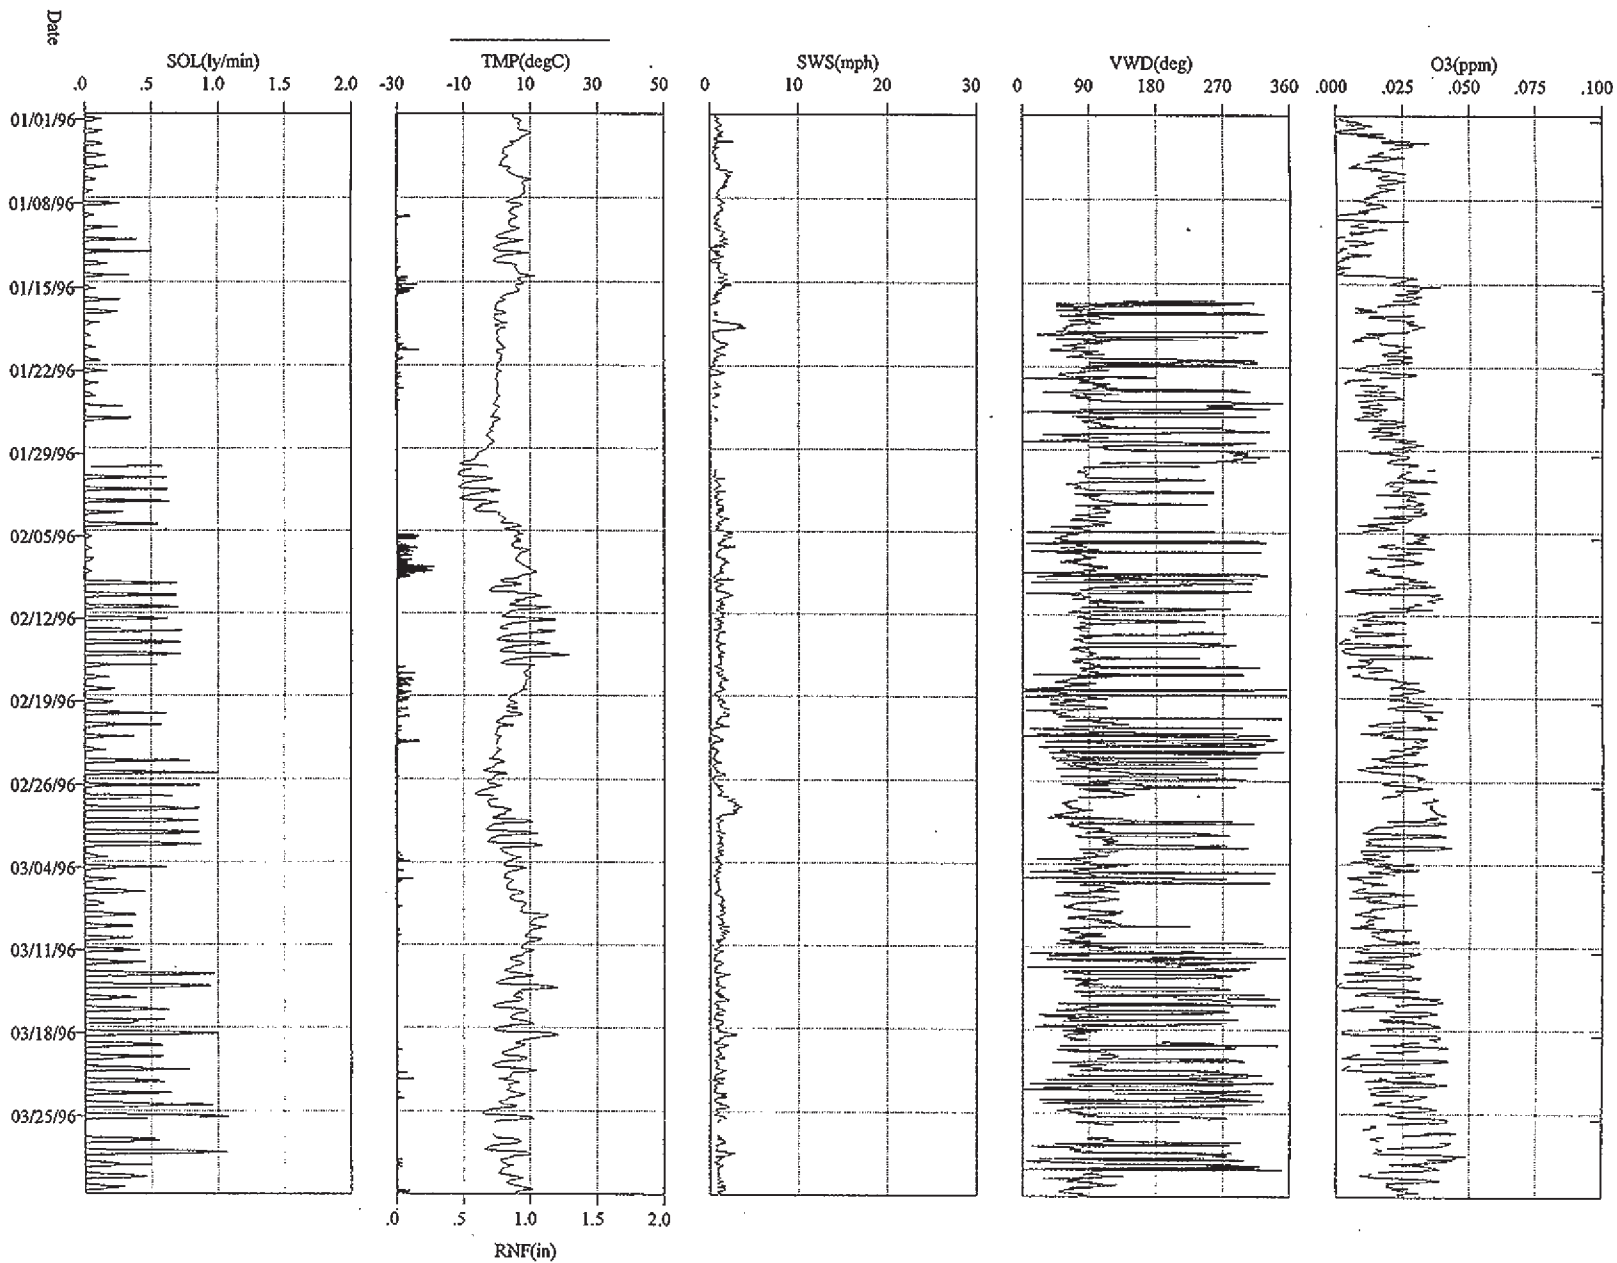 Date
SOL(ly/min)
TMP(degC)
SWS(mph)
VWD(deg)
O3(ppm)
.0 .5 1.0 1.5 2.0
-30 -10 10 30 50
0 10 20 30
0 90 180 270 360
.000 .025 .050 .075 .100
01/01/96
01/08/96
01/15/96
01/22/96
01/29/96
02/05/96
02/12/96
02/19/96
02/26/96
03/04/96
03/11/96
03/18/96
03/25/96
.0 .5 1.0 1.5 2.0
RNF(in)